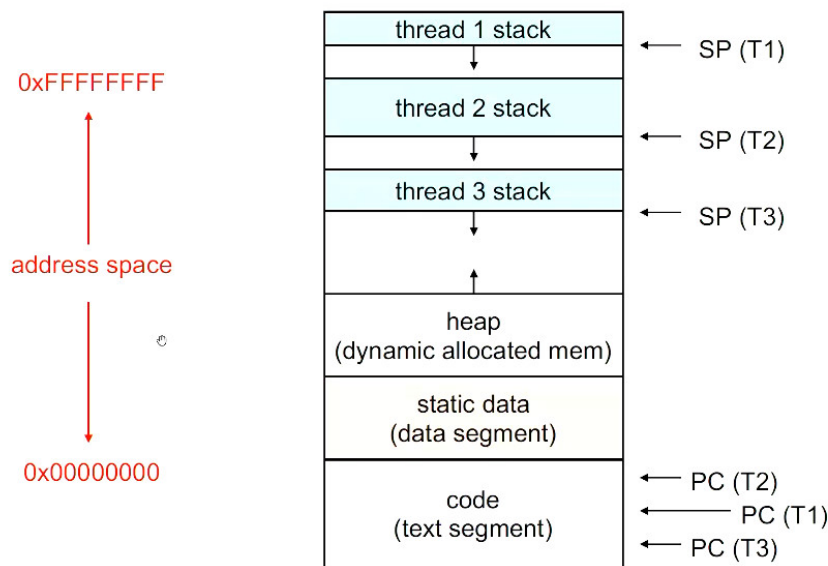 thread 1 stack
SP (T1)
0xFFFFFFFF
thread 2 stack
SP (T2)
thread 3 stack
SP (T3)
address space
heap
(dynamic allocated mem)
static data
(data segment)
0x00000000
PC (T2)
code
(text segment)
PC (T1)
PC (T3)